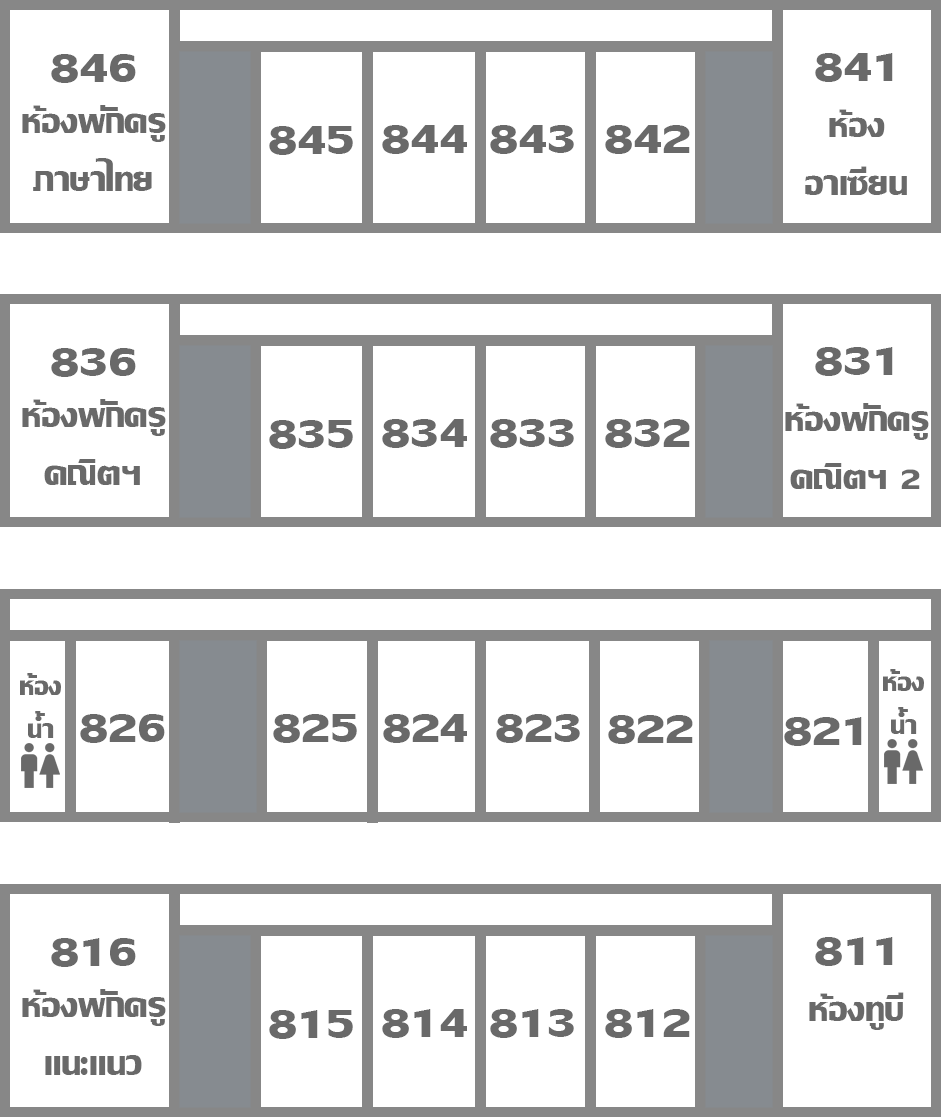 846
ห้องพักครู
ภาษาไทย
845
844
843
842
841
ห้อง
อาเซียน
836
ห้องพักครู
คณิตฯ
835
834
833
832
831
ห้องพักครู
คณิตฯ 2
ห้อง
น้ำ
826
825
824
823
822
821
ห้อง
น้ำ
816
ห้องพักครู
แนะแนว
815
814
813
812
811
ห้องทูบี